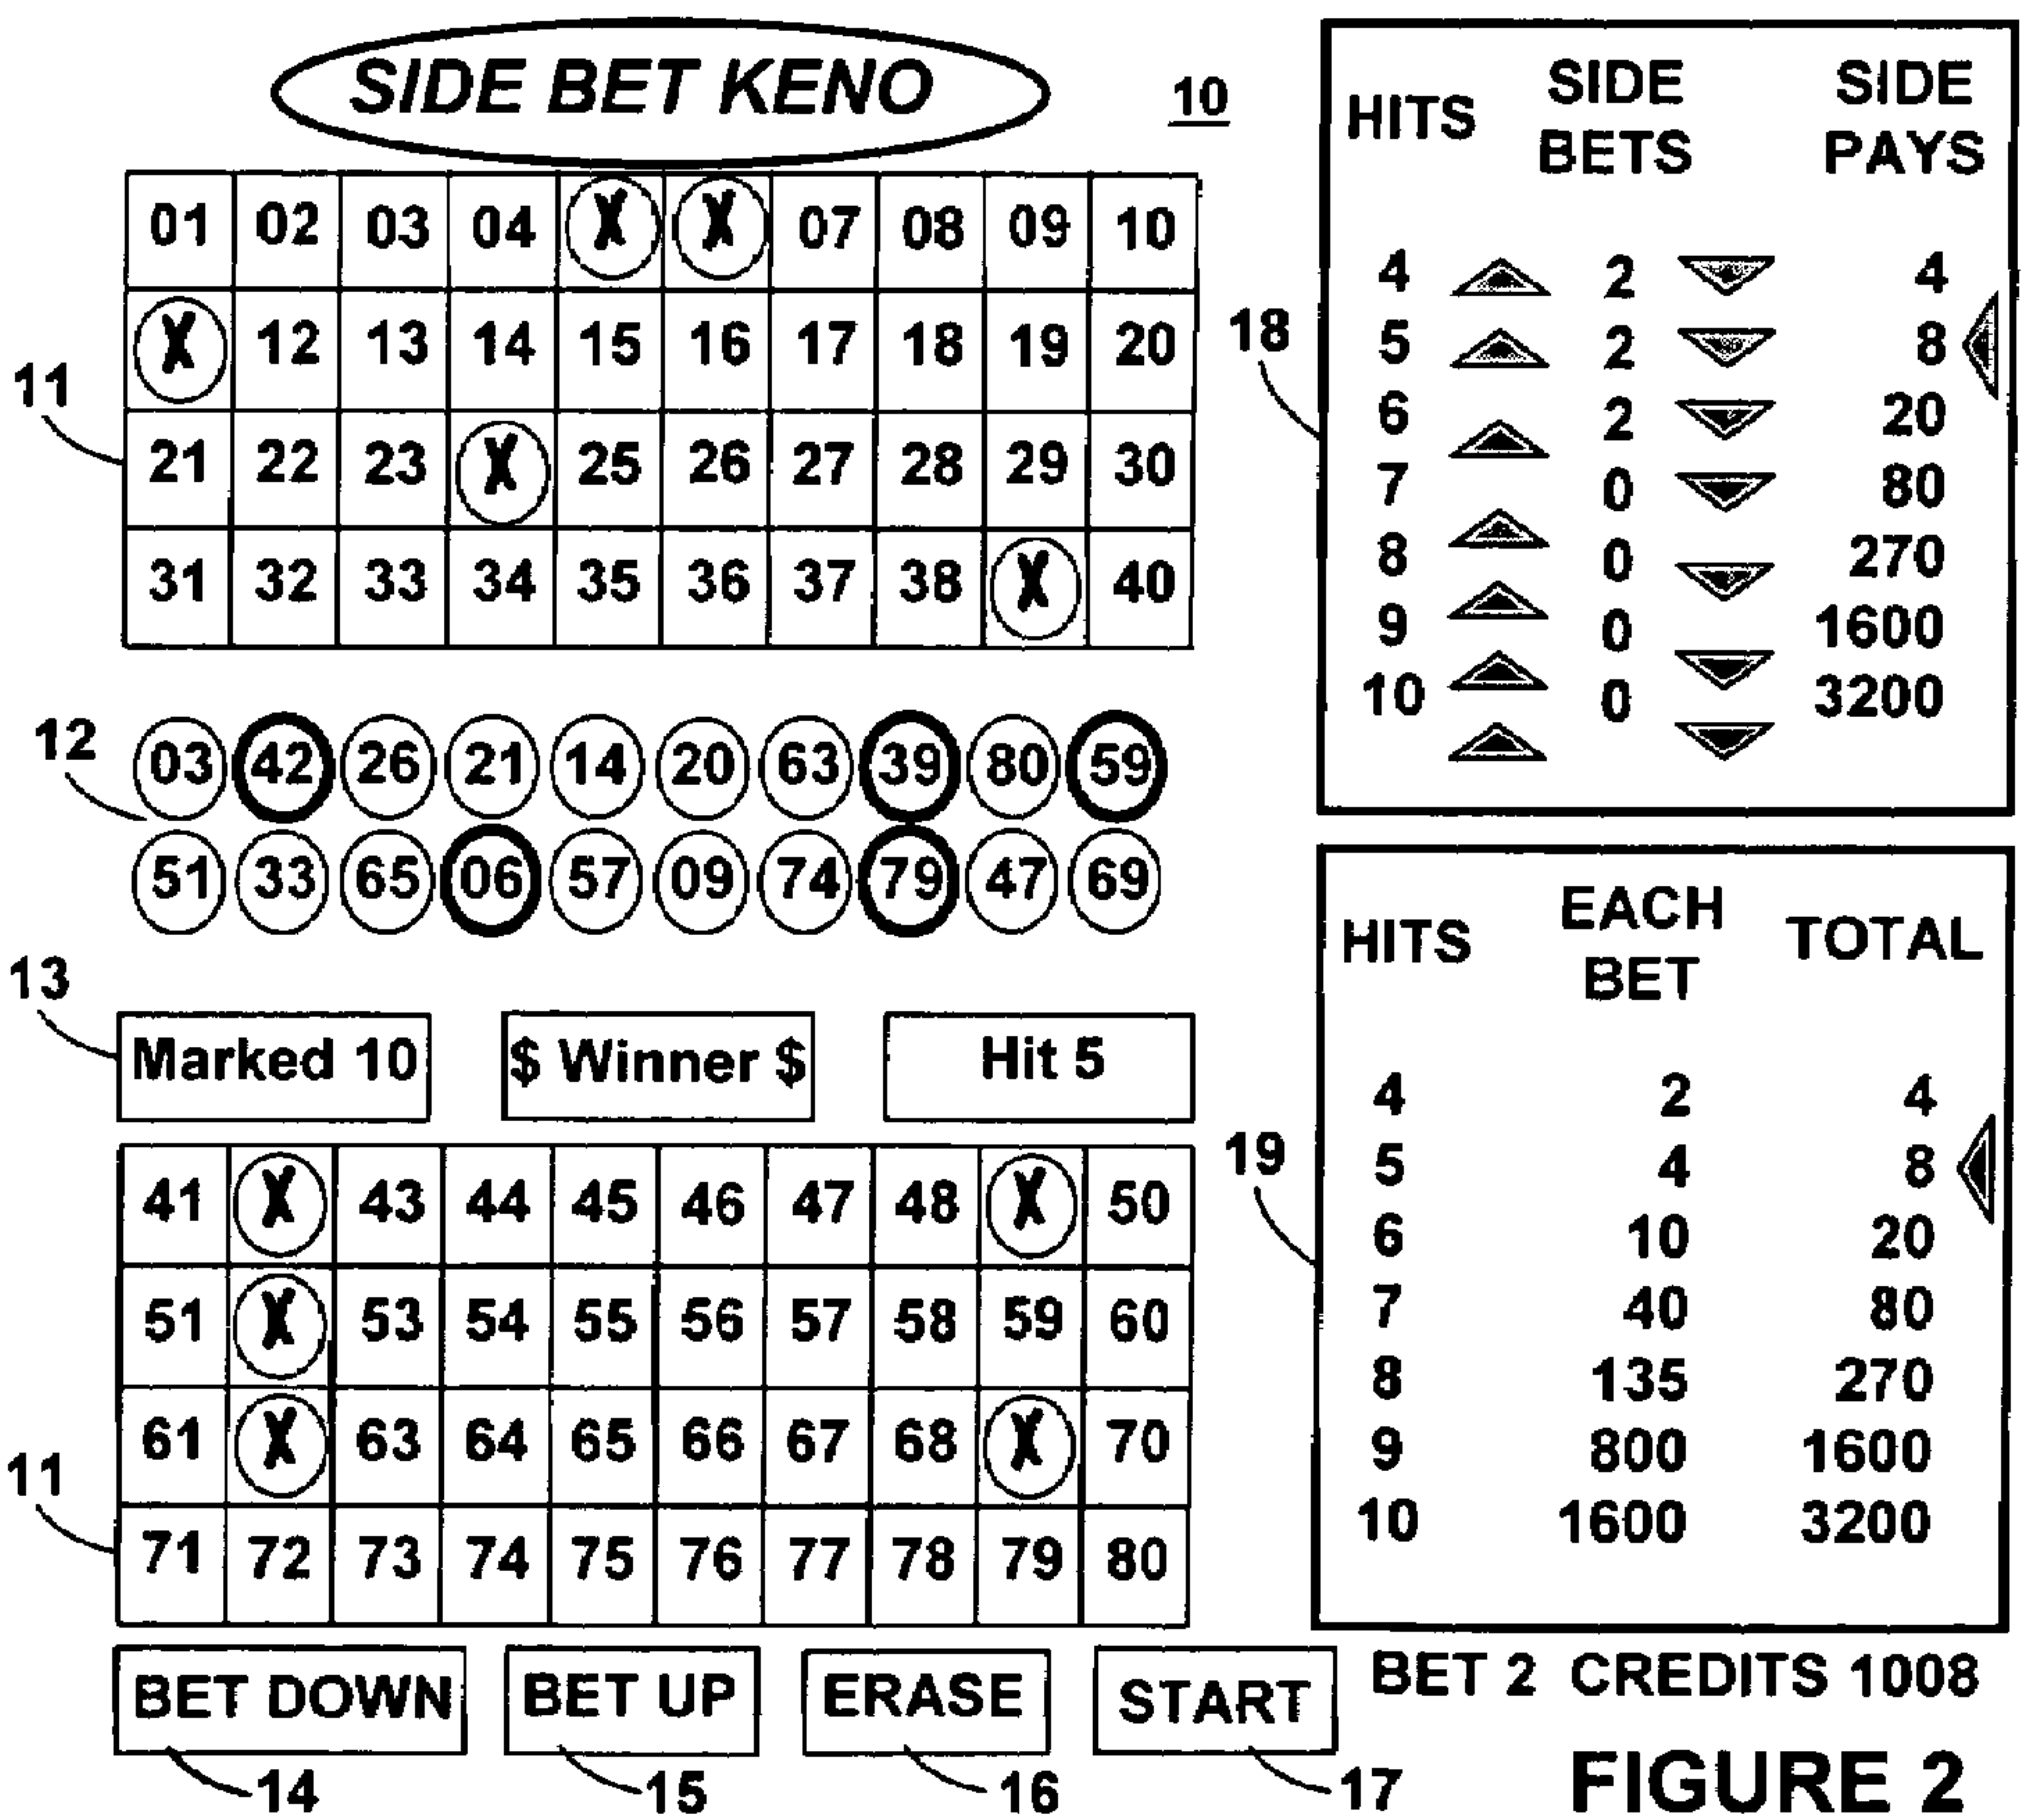 SIDE BET KENO
10
01 02 03 04 X X 07 08 09 10
X 12 13 14 15 16 17 18 19 20
11
21 22 23 X 25 26 27 28 29 30
31 32 33 34 35 36 37 38 X 40
12
03 42 26 21 14 20 63 39 80 59
51 33 65 06 57 09 74 79 47 69
13
Marked 10 $ Winner $ Hit 5
41 X 43 44 45 46 47 48 X 50
51 X 53 54 55 56 57 58 59 60
61 X 63 64 65 66 67 68 X 70
11
71 72 73 74 75 76 77 78 79 80
BET DOWN BET UP ERASE START
14 15 16 17
HITS SIDE BETS SIDE PAYS
4 2 4
18
5 2 8
6 2 20
7 0 80
8 0 270
9 0 1600
10 0 3200
HITS EACH BET TOTAL
4 2 4
19
5 4 8
6 10 20
7 40 80
8 135 270
9 800 1600
10 1600 3200
BET 2 CREDITS 1008
FIGURE 2